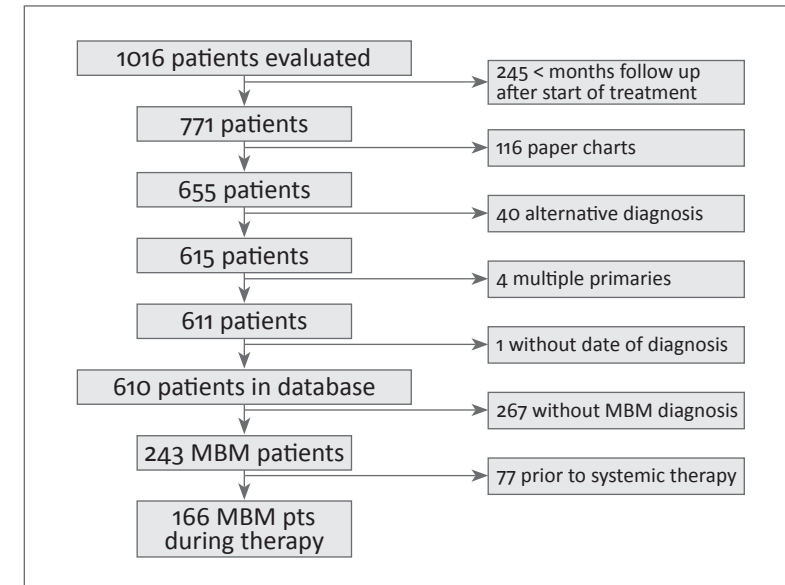 1016 patients evaluated
245 < months follow up
after start of treatment
771 patients
116 paper charts
655 patients
40 alternative diagnosis
615 patients
4 multiple primaries
611 patients
1 without date of diagnosis
610 patients in database
267 without MBM diagnosis
243 MBM patients
77 prior to systemic therapy
166 MBM pts
during therapy